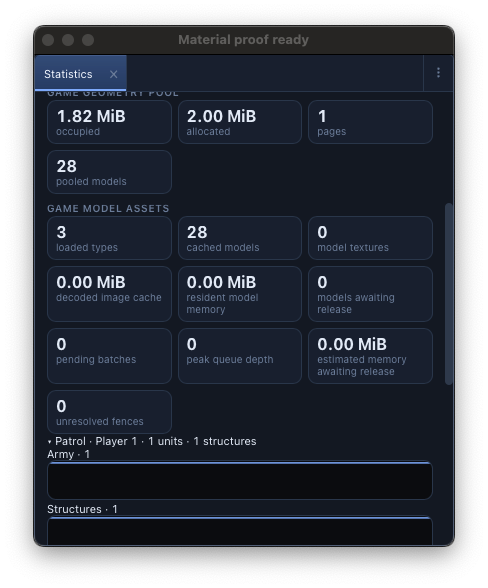 Material proof ready
Statistics
GAME GEOMETRY POOL
1.82 MiB
occupied
2.00 MiB
allocated
1
pages
28
pooled models
GAME MODEL ASSETS
3
loaded types
28
cached models
0
model textures
0.00 MiB
decoded image cache
0.00 MiB
resident model
memory
0
models awaiting
release
0
pending batches
0
peak queue depth
0.00 MiB
estimated memory
awaiting release
0
unresolved fences
Patrol · Player 1 · 1 units · 1 structures
Army · 1
Structures · 1